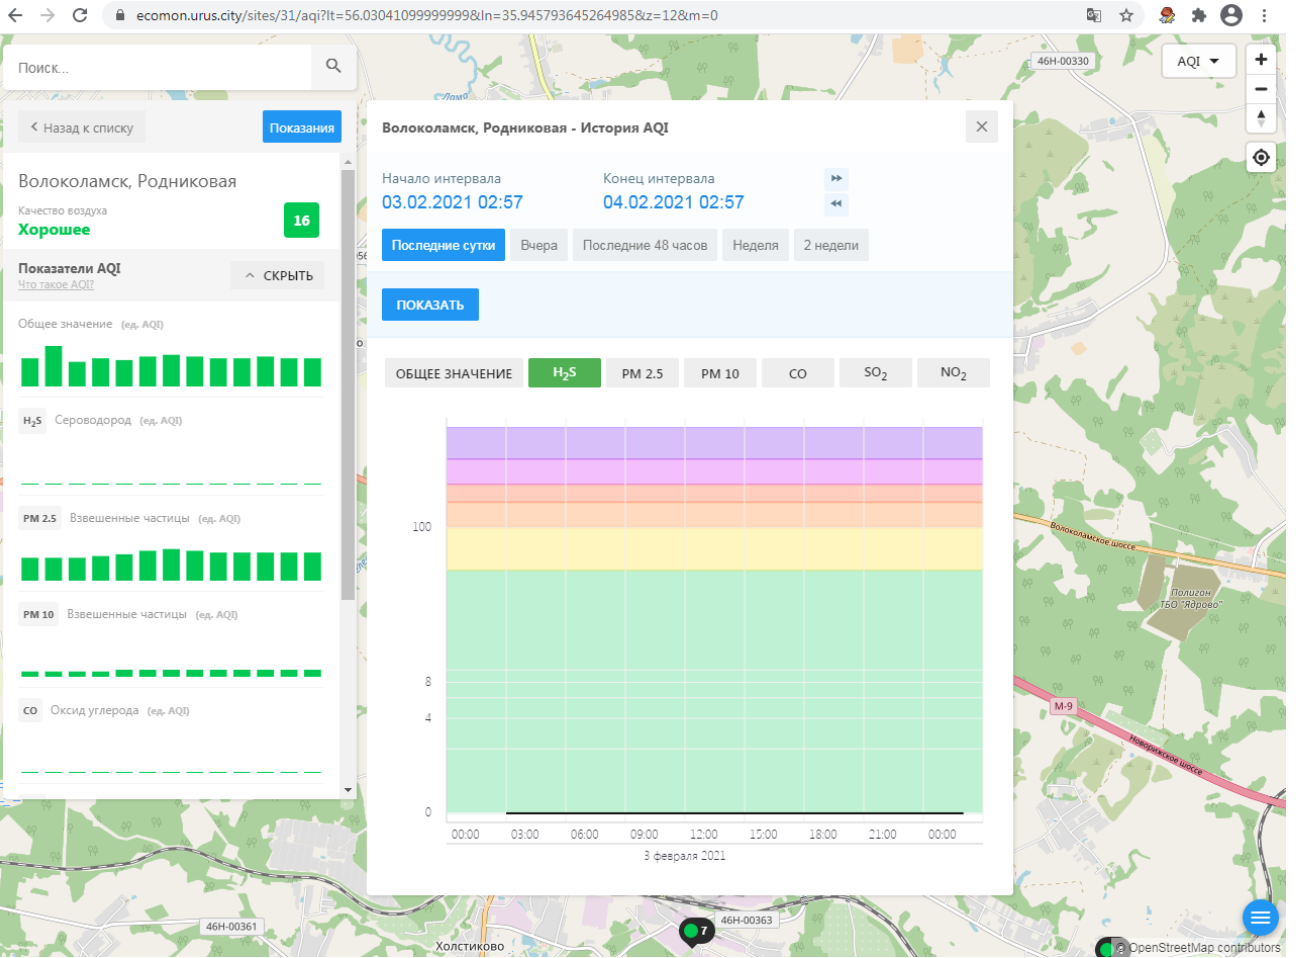 ecomon.urus.city/sites/31/aqi?lt=56.03041099999999&ln=35.945793645264985&z=12&m=0
Поиск...
Лама
46Н-00330
AQI
Назад к списку
Показания
Волоколамск, Родниковая
Качество воздуха
Хорошее
16
Показатели AQI
Что такое AQI?
СКРЫТЬ
Общее значение (ед. AQI)
H2S Сероводород (ед. AQI)
PM 2.5 Взвешенные частицы (ед. AQI)
PM 10 Взвешенные частицы (ед. AQI)
CO Оксид углерода (ед. AQI)
Волоколамск, Родниковая - История AQI
Начало интервала
Конец интервала
03.02.2021 02:57
04.02.2021 02:57
Последние сутки
Вчера
Последние 48 часов
Неделя
2 недели
ПОКАЗАТЬ
ОБЩЕЕ ЗНАЧЕНИЕ
H2S
PM 2.5
PM 10
CO
SO2
NO2
100
8
4
0
00:00 03:00 06:00 09:00 12:00 15:00 18:00 21:00 00:00
3 февраля 2021
Волоколамское шоссе
Полигон
ТБО "Ядрово"
М-9
Новорижское шоссе
46Н-00361
46Н-00363
7
Холстиково
© OpenStreetMap contributors